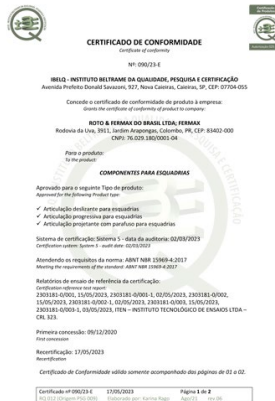 CERTIFICADO DE CONFORMIDADE
Certificate of conformity
Nº: 090/23-E
IBELQ - INSTITUTO BELTRAME DA QUALIDADE, PESQUISA E CERTIFICAÇÃO
Avenida Prefeito Donald Savazoni, 927, Nova Caieiras, Caieiras, SP, CEP: 07704-055
Concede o certificado de conformidade de produto à empresa:
Grants the certificate of conformity of product to company:
ROTO & FERMAX DO BRASIL LTDA; FERMAX
Rodovia da Uva, 3911, Jardim Arapongas, Colombo, PR, CEP: 83402-000
CNPJ: 76.029.180/0001-04
Para o produto:
To the product:
COMPONENTES PARA ESQUADRIAS
Aprovado para o seguinte Tipo de produto:
Approved for the following Product type:
✓ Articulação deslizante para esquadrias
✓ Articulação progressiva para esquadrias
✓ Articulação projetante com parafuso para esquadrias
Sistema de certificação: Sistema 5 - data da auditoria: 02/03/2023
Certification system: System 5 - audit date: 02/03/2023
Atendendo os requisitos da norma: ABNT NBR 15969-4:2017
Meeting the requirements of the standard: ABNT NBR 15969-4:2017
Relatórios de ensaio de referência da certificação:
Certification reference test report:
2303181-0/001, 15/05/2023, 2303181-0/001-1, 02/05/2023, 2303181-0/002,
15/05/2023, 2303181-0/002-1, 02/05/2023, 2303181-0/003, 15/05/2023,
2303181-0/003-1, 03/05/2023, ITEN – INSTITUTO TECNOLÓGICO DE ENSAIOS LTDA –
CRL 323.
Primeira concessão: 09/12/2020
First concession
Recertificação: 17/05/2023
Recertification
Certificado de Conformidade válido somente acompanhado das páginas de 01 a 02.
Certificado nº 090/23-E 17/05/2023 Página 1 de 2
Elaborado por: Karina Rapp Ago/21 rev 06